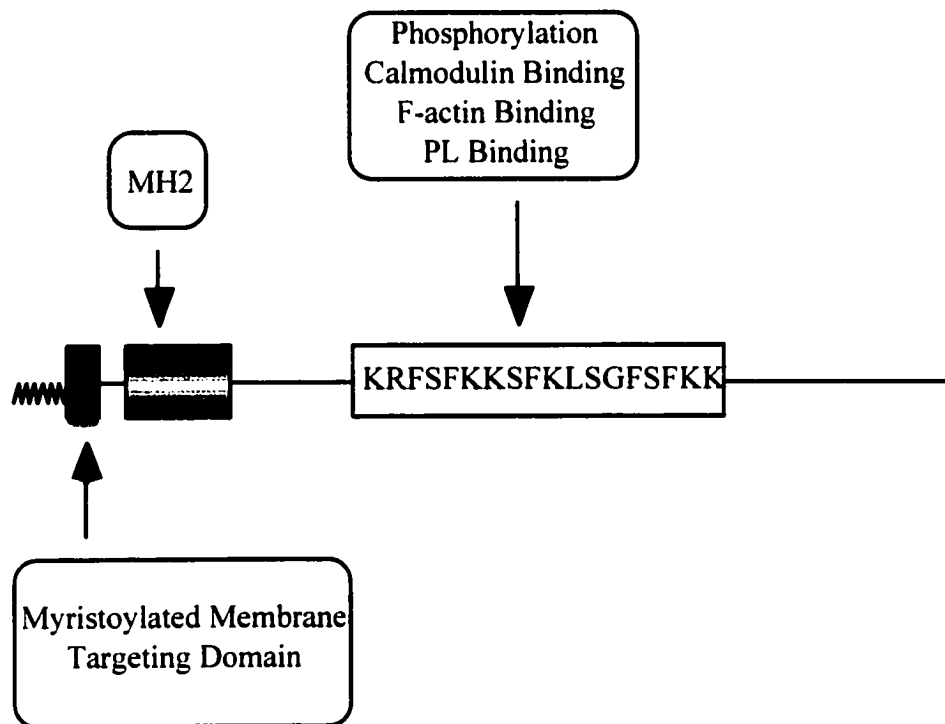 Phosphorylation
Calmodulin Binding
F-actin Binding
PL Binding
MH2
KRFSFKKSFKLSGFSFKK
Myristoylated Membrane
Targeting Domain